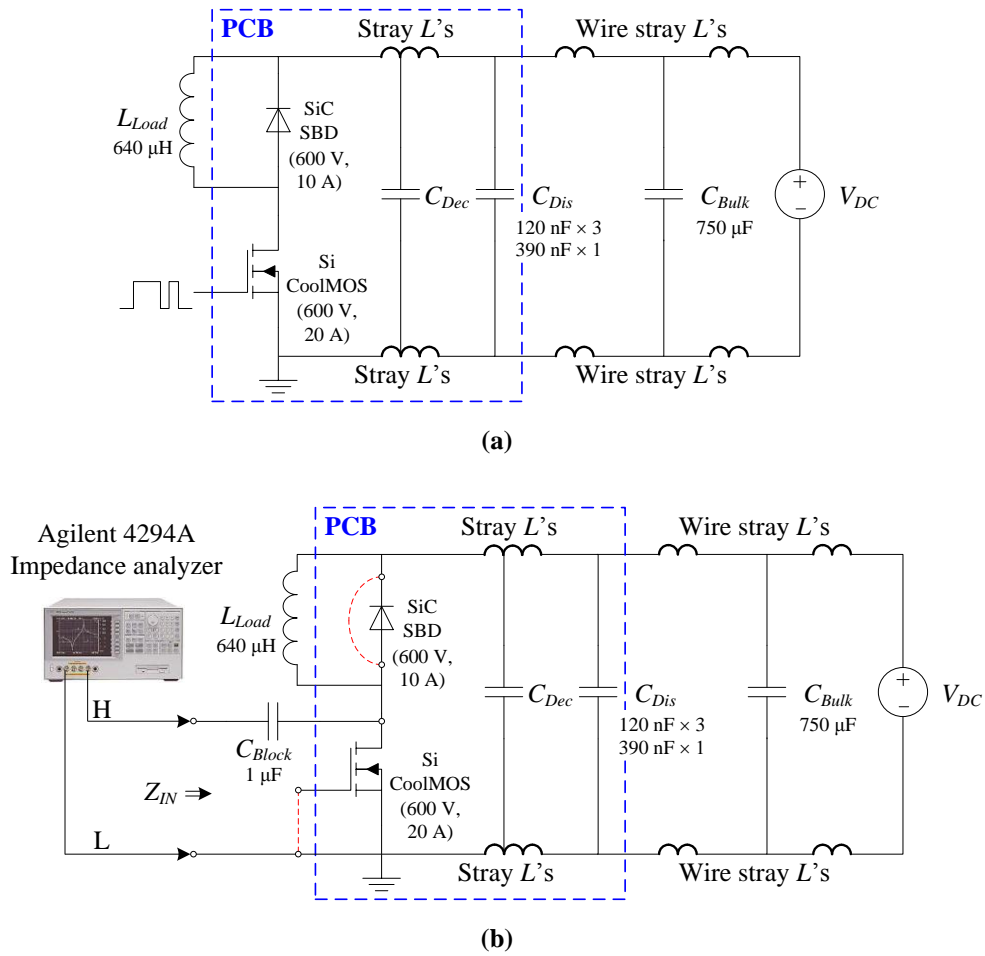 PCB
Stray L's
Wire stray L's
L_Load
640 μH
SiC
SBD
(600 V,
10 A)
C_Dec
C_Dis
120 nF × 3
390 nF × 1
C_Bulk
750 μF
V_DC
Si
CoolMOS
(600 V,
20 A)
Stray L's
Wire stray L's
(a)
Agilent 4294A
Impedance analyzer
PCB
Stray L's
Wire stray L's
L_Load
640 μH
SiC
SBD
(600 V,
10 A)
H
C_Block
1 μF
C_Dec
C_Dis
120 nF × 3
390 nF × 1
C_Bulk
750 μF
V_DC
Z_IN
Si
CoolMOS
(600 V,
20 A)
L
Stray L's
Wire stray L's
(b)